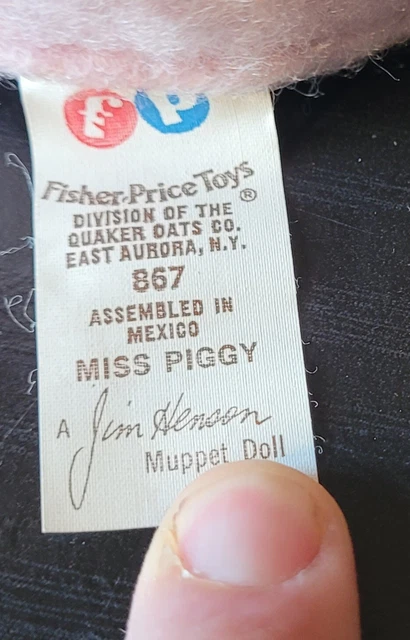 fp
Fisher-Price Toys®
DIVISION OF THE
QUAKER OATS CO.
EAST AURORA, N.Y.
867
ASSEMBLED IN
MEXICO
MISS PIGGY
A Jim Henson
Muppet Doll